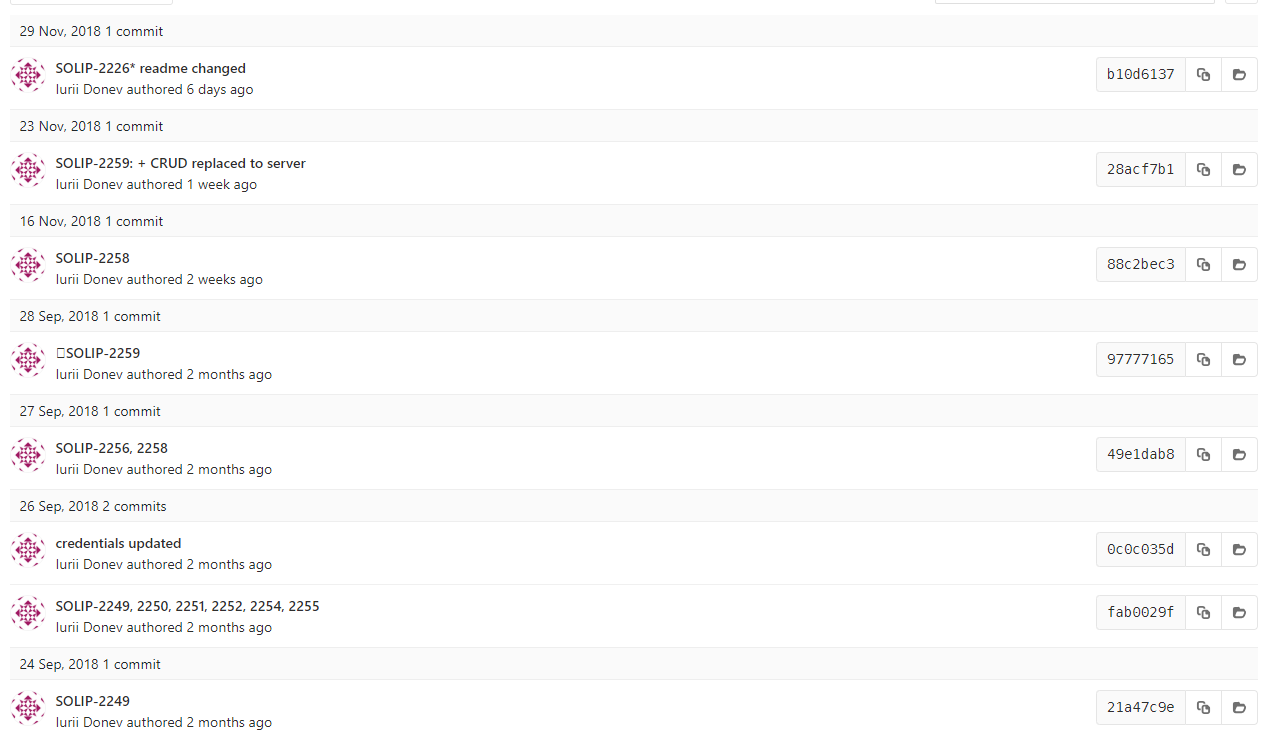 29 Nov, 2018 1 commit
SOLIP-2226* readme changed
Iurii Donev authored 6 days ago
b10d6137
23 Nov, 2018 1 commit
SOLIP-2259: + CRUD replaced to server
Iurii Donev authored 1 week ago
28acf7b1
16 Nov, 2018 1 commit
SOLIP-2258
Iurii Donev authored 2 weeks ago
88c2bec3
28 Sep, 2018 1 commit
SOLIP-2259
Iurii Donev authored 2 months ago
97777165
27 Sep, 2018 1 commit
SOLIP-2256, 2258
Iurii Donev authored 2 months ago
49e1dab8
26 Sep, 2018 2 commits
credentials updated
Iurii Donev authored 2 months ago
0c0c035d
SOLIP-2249, 2250, 2251, 2252, 2254, 2255
Iurii Donev authored 2 months ago
fab0029f
24 Sep, 2018 1 commit
SOLIP-2249
Iurii Donev authored 2 months ago
21a47c9e